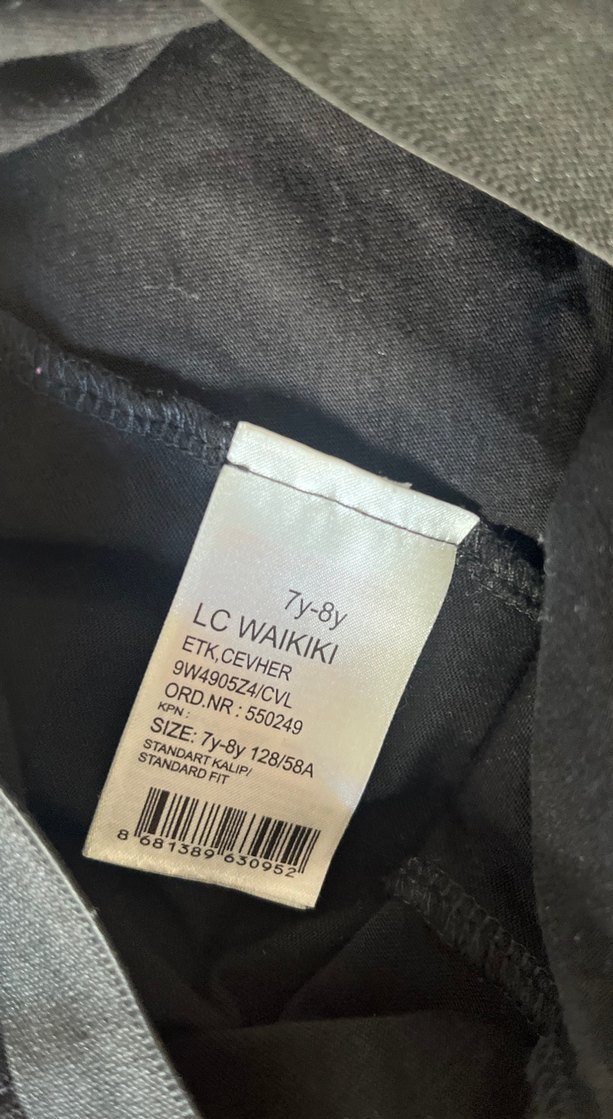 7y-8y
LC WAIKIKI
ETK,CEVHER
9W4905Z4/CVL
ORD.NR : 550249
KPN :
SIZE: 7y-8y 128/58A
STANDART KALIP/
STANDARD FIT
8 681389 630952